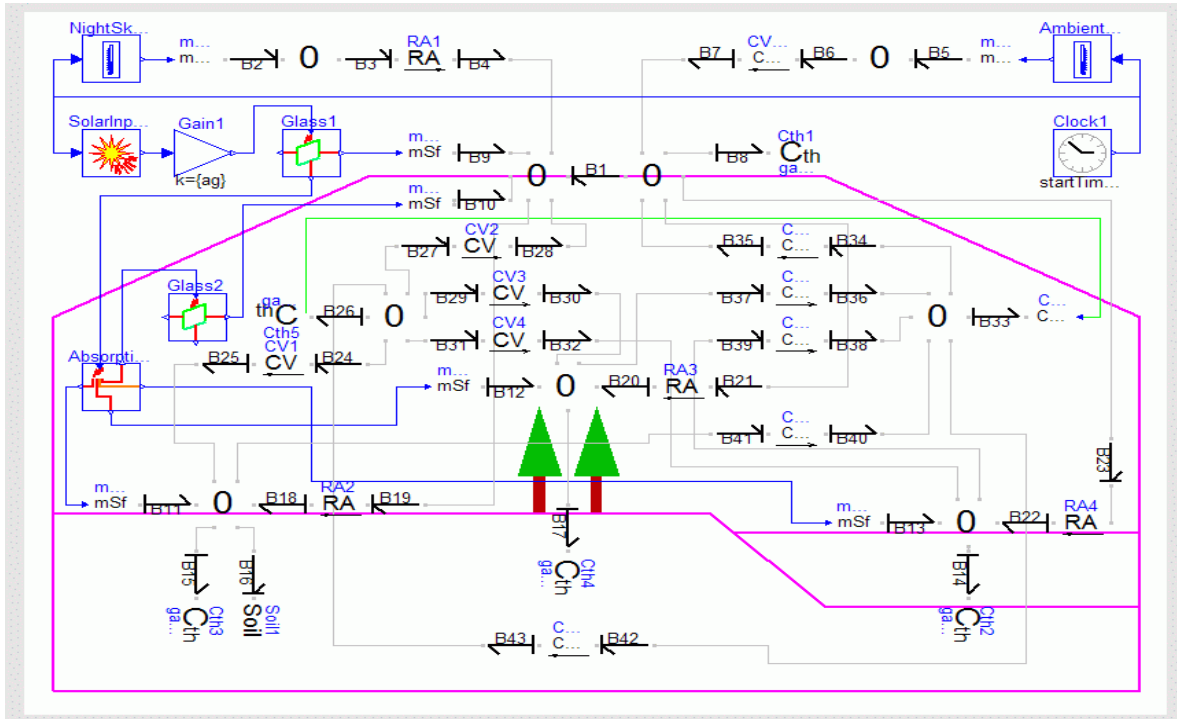 NightSk...
m...
m...
B2
0
B3
RA1
RA
B4
B7
CV...
C...
B6
0
B5
m...
m...
Ambient...
SolarInp...
Gain1
k={ag}
Glass1
m...
mSf
B9
0
B1
0
B8
Cth1
Cth
ga...
Clock1
startTim...
m...
mSf
B10
B27
CV2
CV
B28
B35
C...
C...
B34
Glass2
ga...
thC
Cth5
B26
0
B29
CV3
CV
B30
B37
C...
C...
B36
0
B33
C...
C...
B31
CV4
CV
B32
B39
C...
C...
B38
B25
CV1
CV
B24
Absorpti...
m...
mSf
B12
0
B20
RA3
RA
B21
B41
C...
C...
B40
B23
m...
mSf
B11
0
B18
RA2
RA
B19
B17
m...
mSf
B13
0
B22
RA4
RA
B15
B16
Cth3
Cth
ga...
Soil1
Soil
Cth4
Cth
ga...
B14
Cth2
Cth
ga...
B43
C...
C...
B42